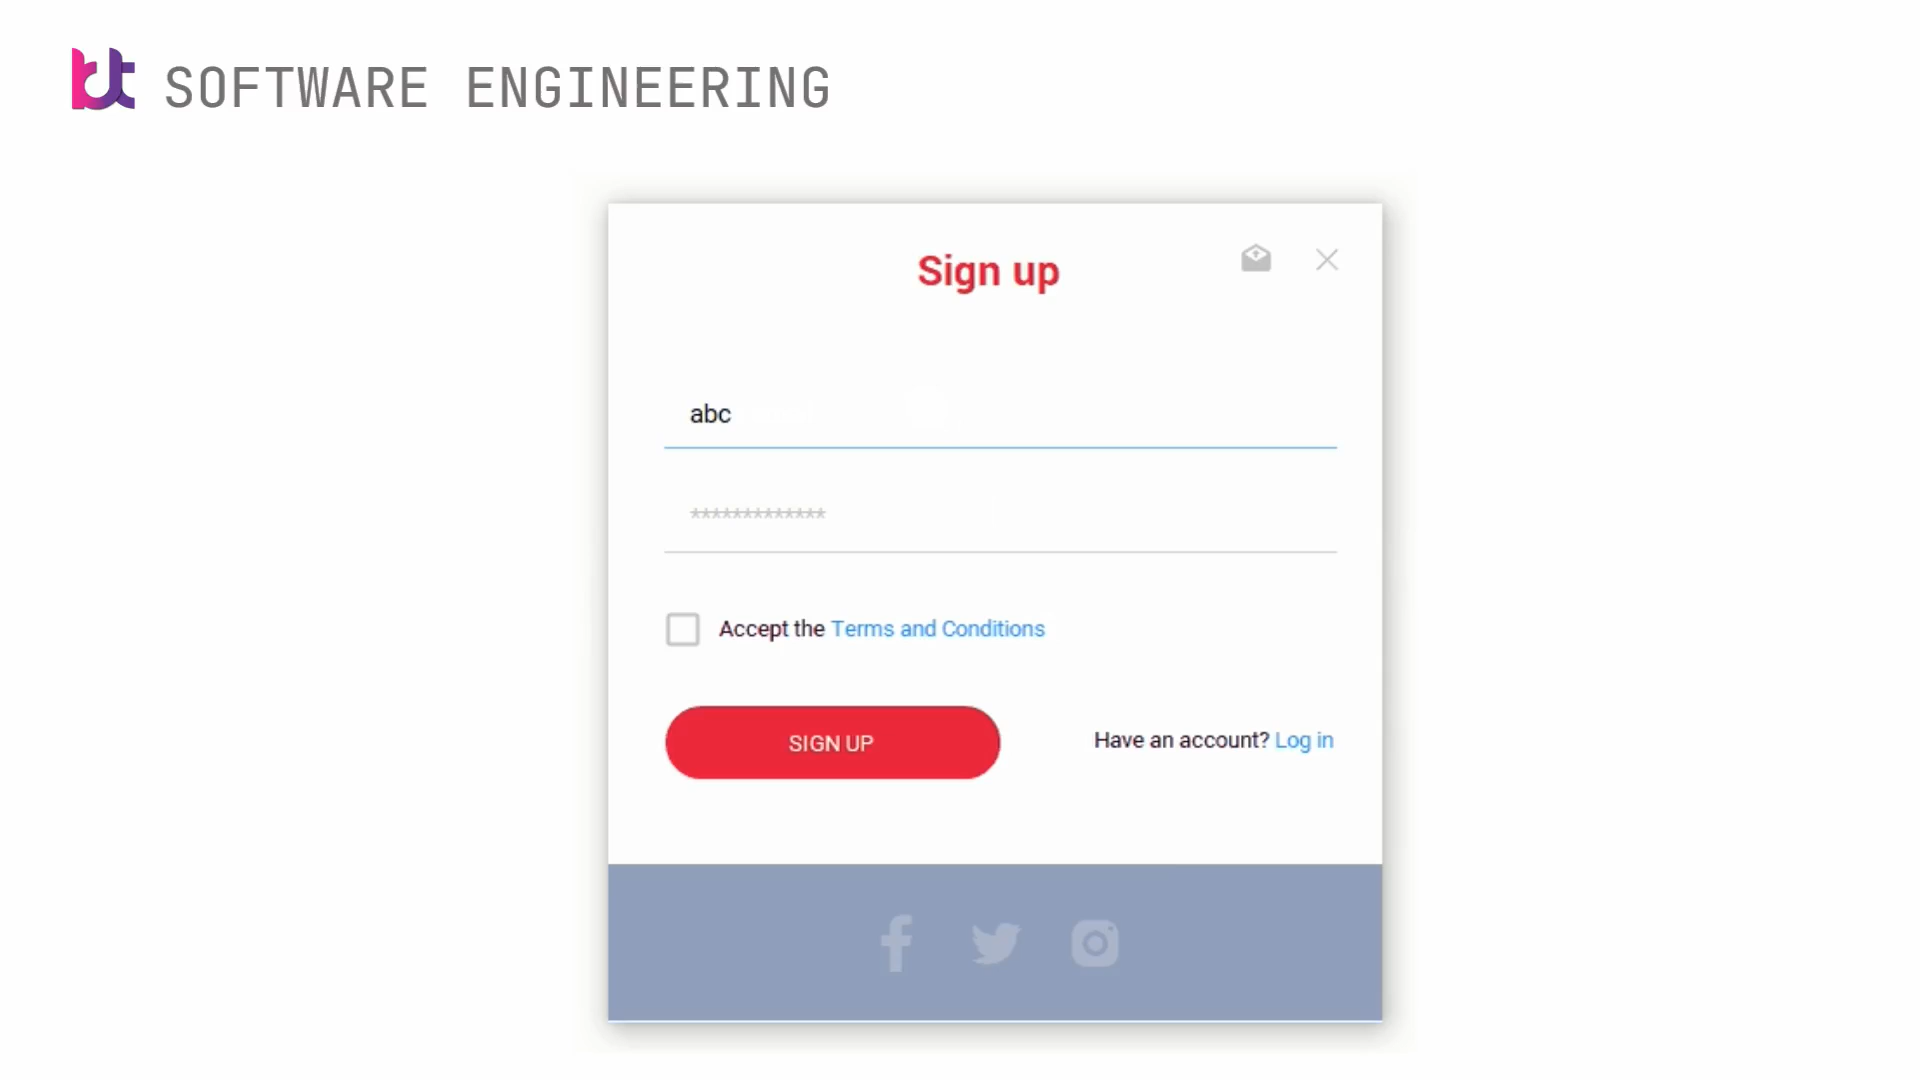 SOFTWARE ENGINEERING
Sign up
abc
*************
Accept the Terms and Conditions
SIGN UP
Have an account? Log in